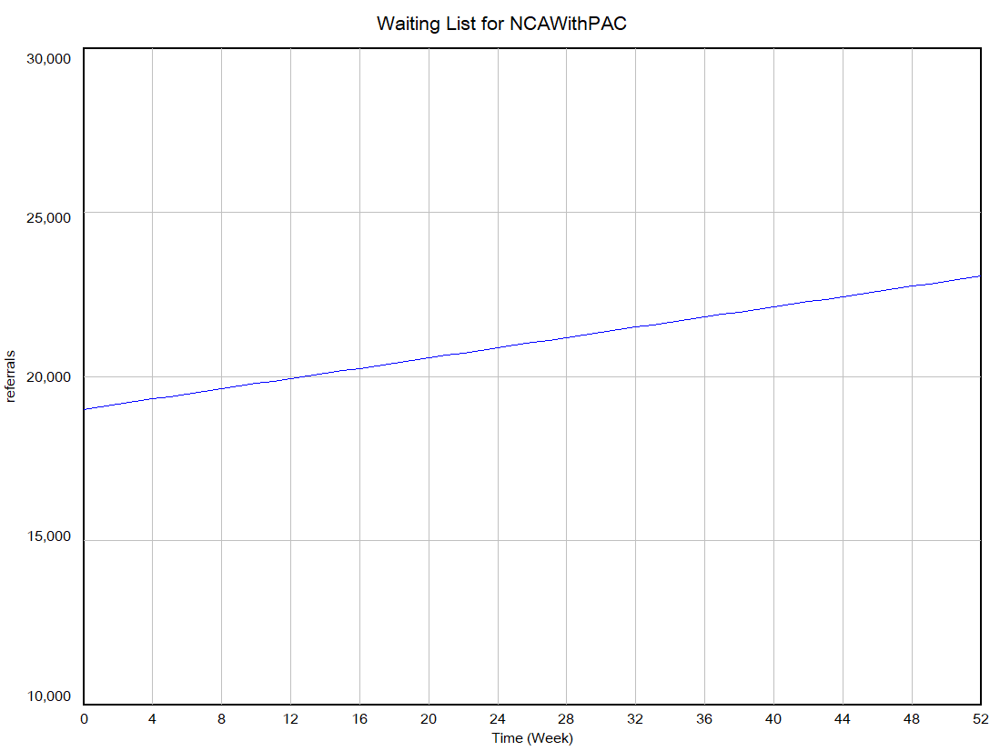 Waiting List for NCAWithPAC
30,000
25,000
20,000
15,000
10,000
referrals
0 4 8 12 16 20 24 28 32 36 40 44 48 52
Time (Week)